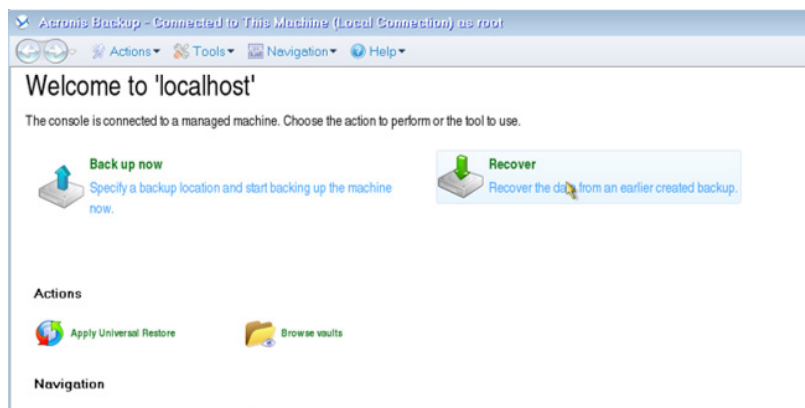 Acronis Backup - Connected to This Machine (Local Connection) as root
Actions Tools Navigation Help
Welcome to 'localhost'
The console is connected to a managed machine. Choose the action to perform or the tool to use.
Back up now
Specify a backup location and start backing up the machine
now.
Recover
Recover the data from an earlier created backup.
Actions
Apply Universal Restore
Browse vaults
Navigation